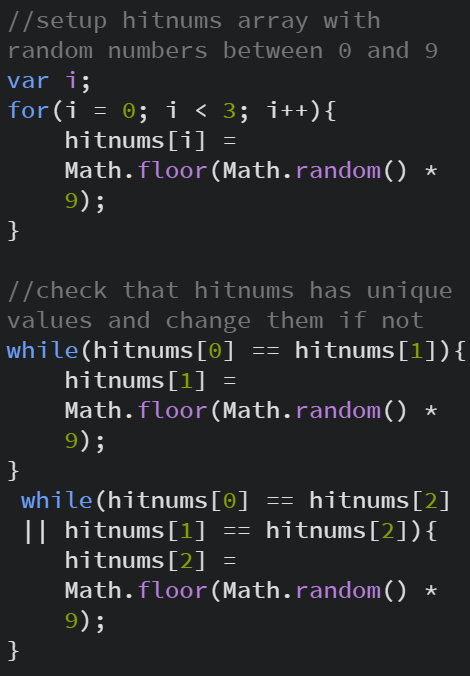 //setup hitnums array with
random numbers between 0 and 9
var i;
for(i = 0; i < 3; i++){
    hitnums[i] =
    Math.floor(Math.random() *
    9);
}

//check that hitnums has unique
values and change them if not
while(hitnums[0] == hitnums[1]){
    hitnums[1] =
    Math.floor(Math.random() *
    9);
}
 while(hitnums[0] == hitnums[2]
 || hitnums[1] == hitnums[2]){
    hitnums[2] =
    Math.floor(Math.random() *
    9);
}